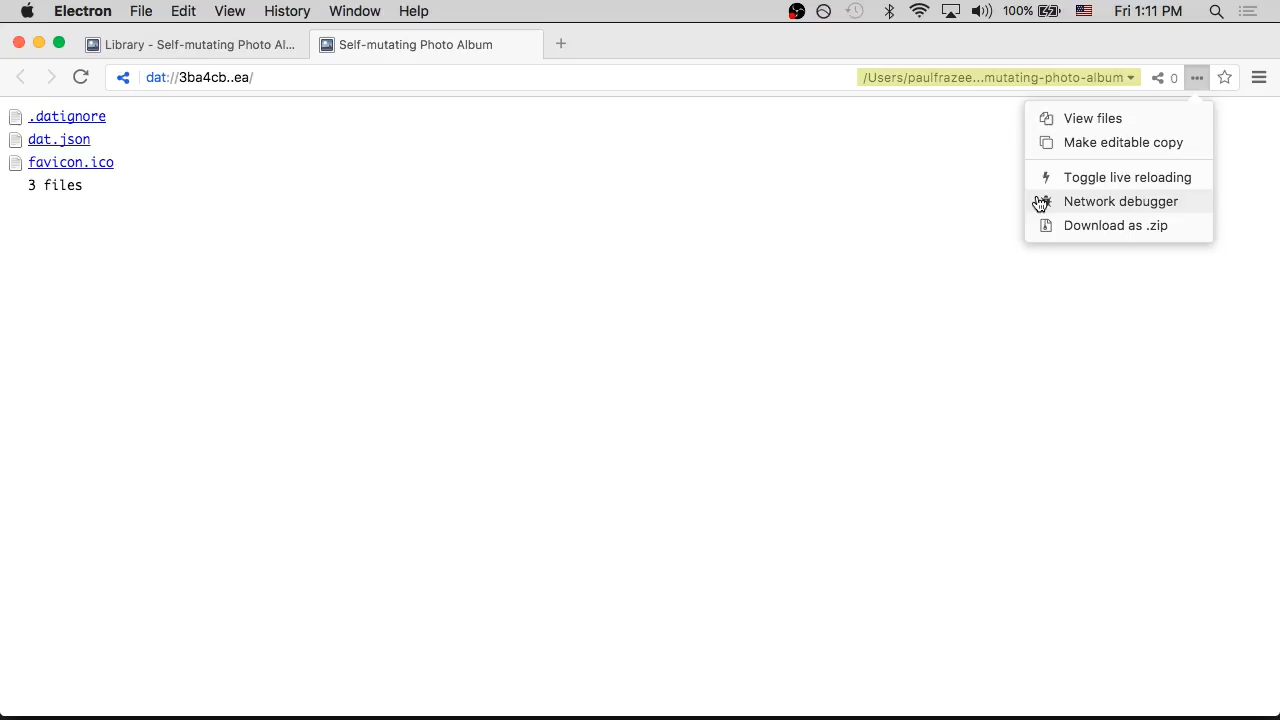 Electron File Edit View History Window Help 100% Fri 1:11 PM
Library - Self-mutating Photo Al... Self-mutating Photo Album
dat://3ba4cb..ea/ /Users/paulfrazee...mutating-photo-album 0
.datignore
dat.json
favicon.ico
3 files
View files
Make editable copy
Toggle live reloading
Network debugger
Download as .zip